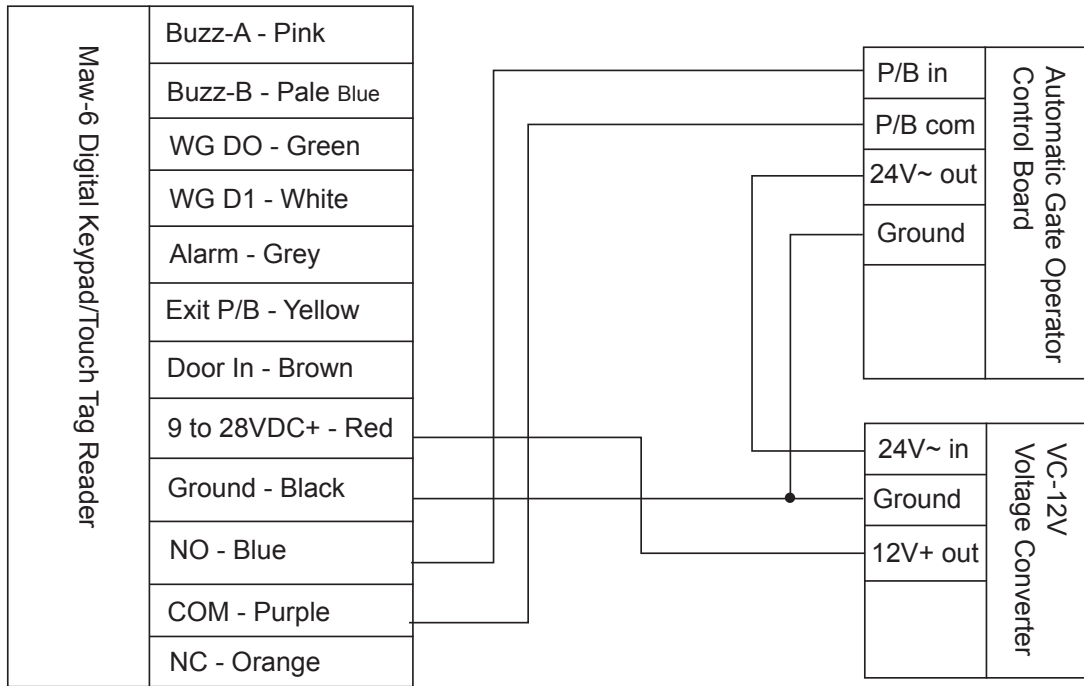 Maw-6 Digital Keypad/Touch Tag Reader
Buzz-A - Pink
Buzz-B - Pale Blue
WG DO - Green
WG D1 - White
Alarm - Grey
Exit P/B - Yellow
Door In - Brown
9 to 28VDC+ - Red
Ground - Black
NO - Blue
COM - Purple
NC - Orange
P/B in
P/B com
24V~ out
Ground
Automatic Gate Operator
Control Board
24V~ in
Ground
12V+ out
VC-12V
Voltage Converter